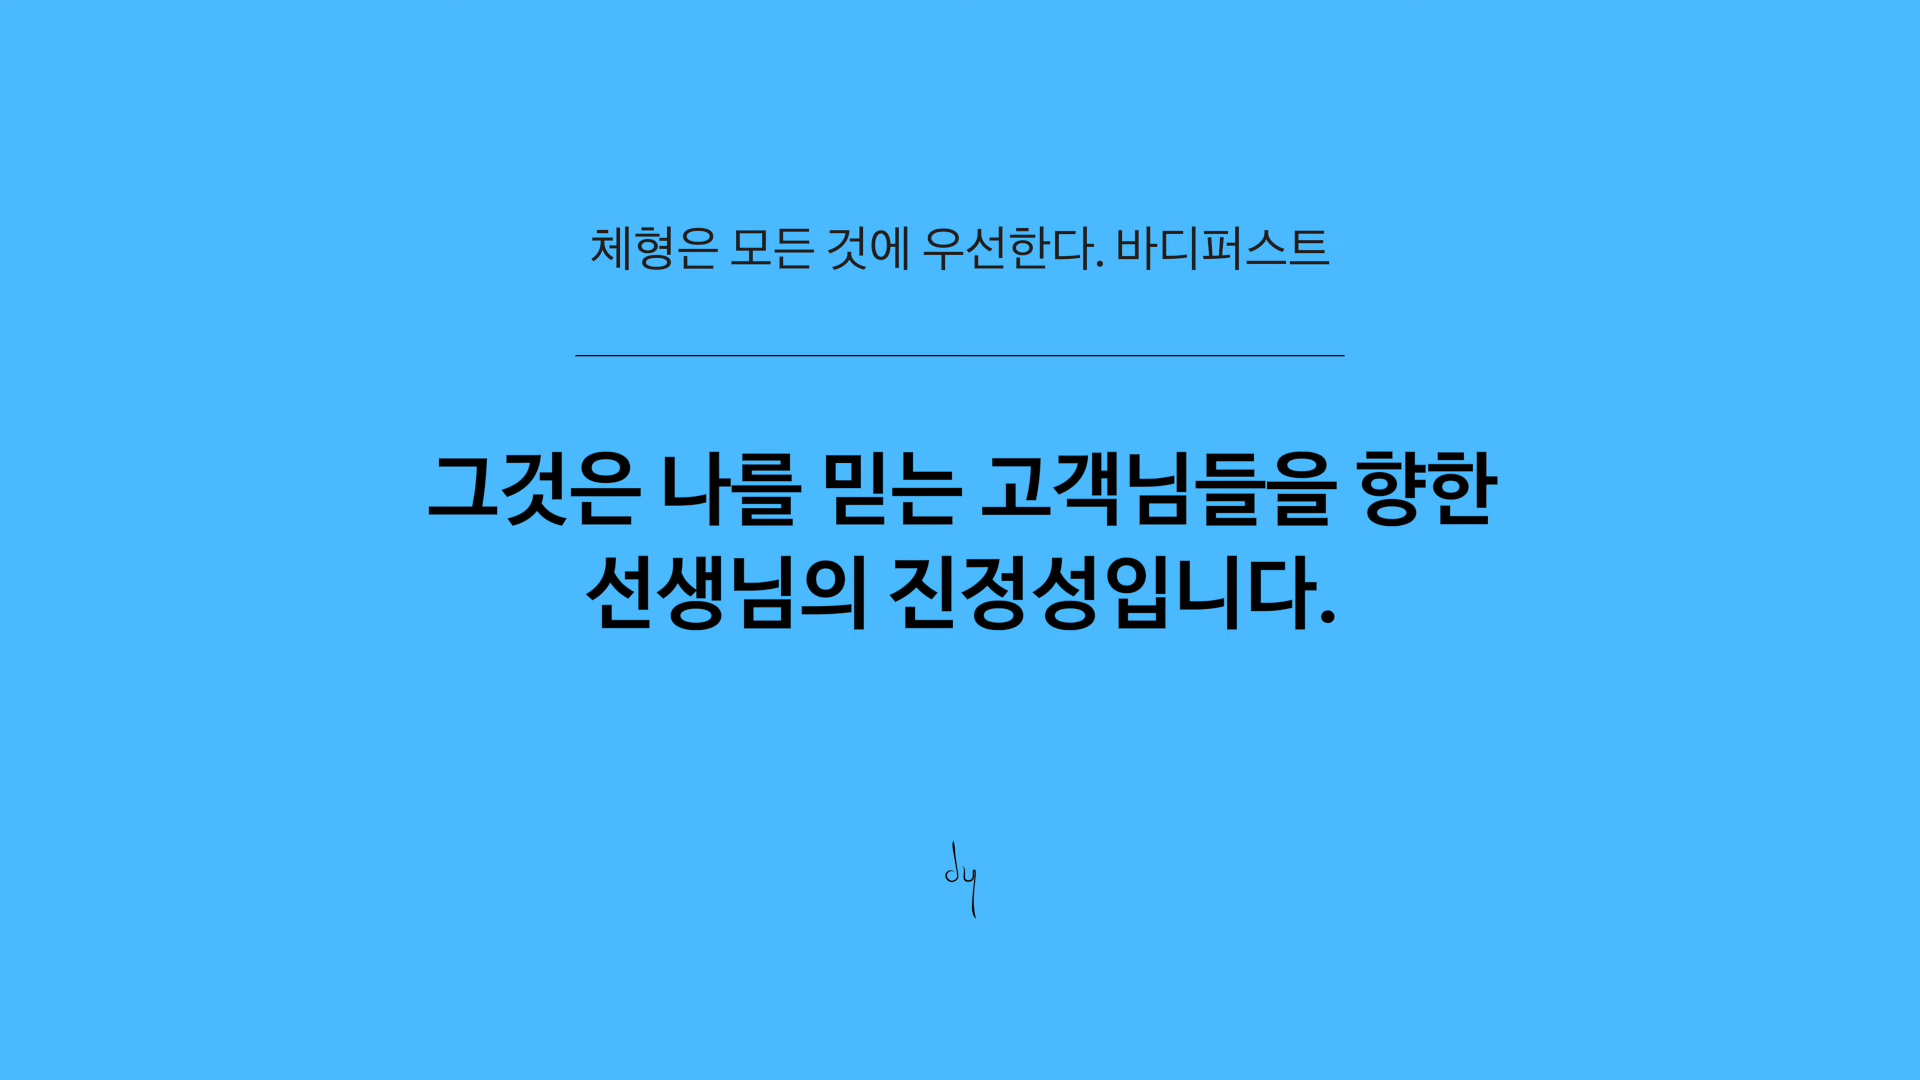 체형은 모든 것에 우선한다. 바디퍼스트
그것은 나를 믿는 고객님들을 향한
선생님의 진정성입니다.
dy